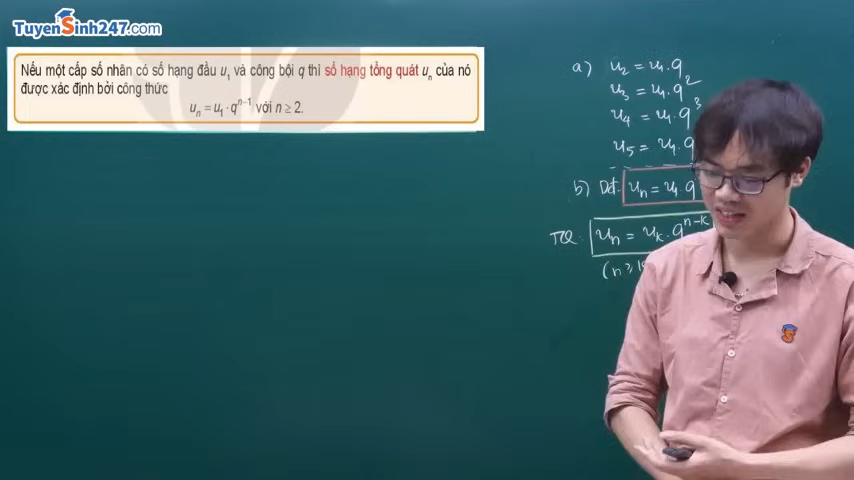 TuyenSinh247.com
Nếu một cấp số nhân có số hạng đầu u₁ và công bội q thì số hạng tổng quát uₙ của nó
được xác định bởi công thức
uₙ = u₁ · qⁿ⁻¹ với n ≥ 2.
a) u₂ = u₁.q
u₃ = u₁.q²
u₄ = u₁.q³
u₅ = u₁.q
b) Dđ: uₙ = u₁.q
TQ: uₙ = uₖ.qⁿ⁻ᵏ
(n ≥